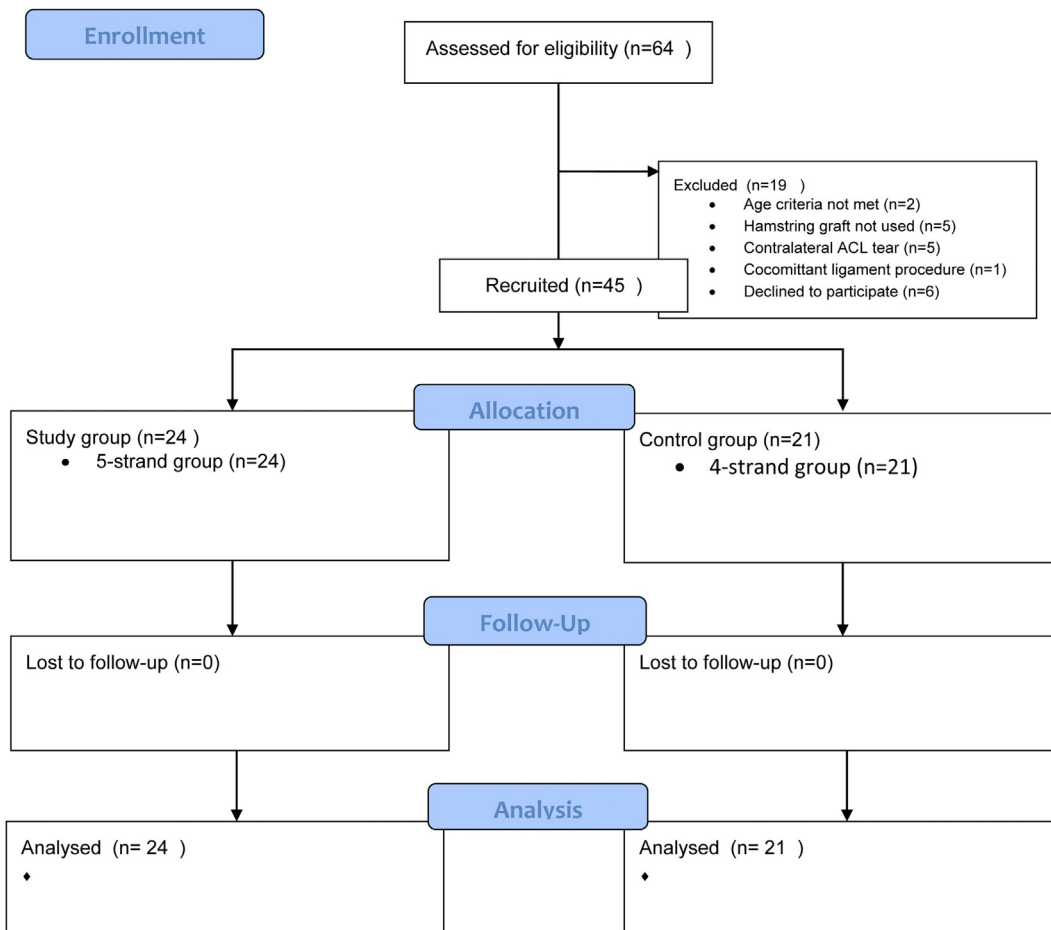 Enrollment
Assessed for eligibility (n=64 )
Excluded (n=19 )
• Age criteria not met (n=2)
• Hamstring graft not used (n=5)
• Contralateral ACL tear (n=5)
• Cocomittant ligament procedure (n=1)
• Declined to participate (n=6)
Recruited (n=45 )
Allocation
Study group (n=24 )
• 5-strand group (n=24)
Control group (n=21)
• 4-strand group (n=21)
Follow-Up
Lost to follow-up (n=0)
Lost to follow-up (n=0)
Analysis
Analysed (n= 24 )
♦
Analysed (n= 21 )
♦